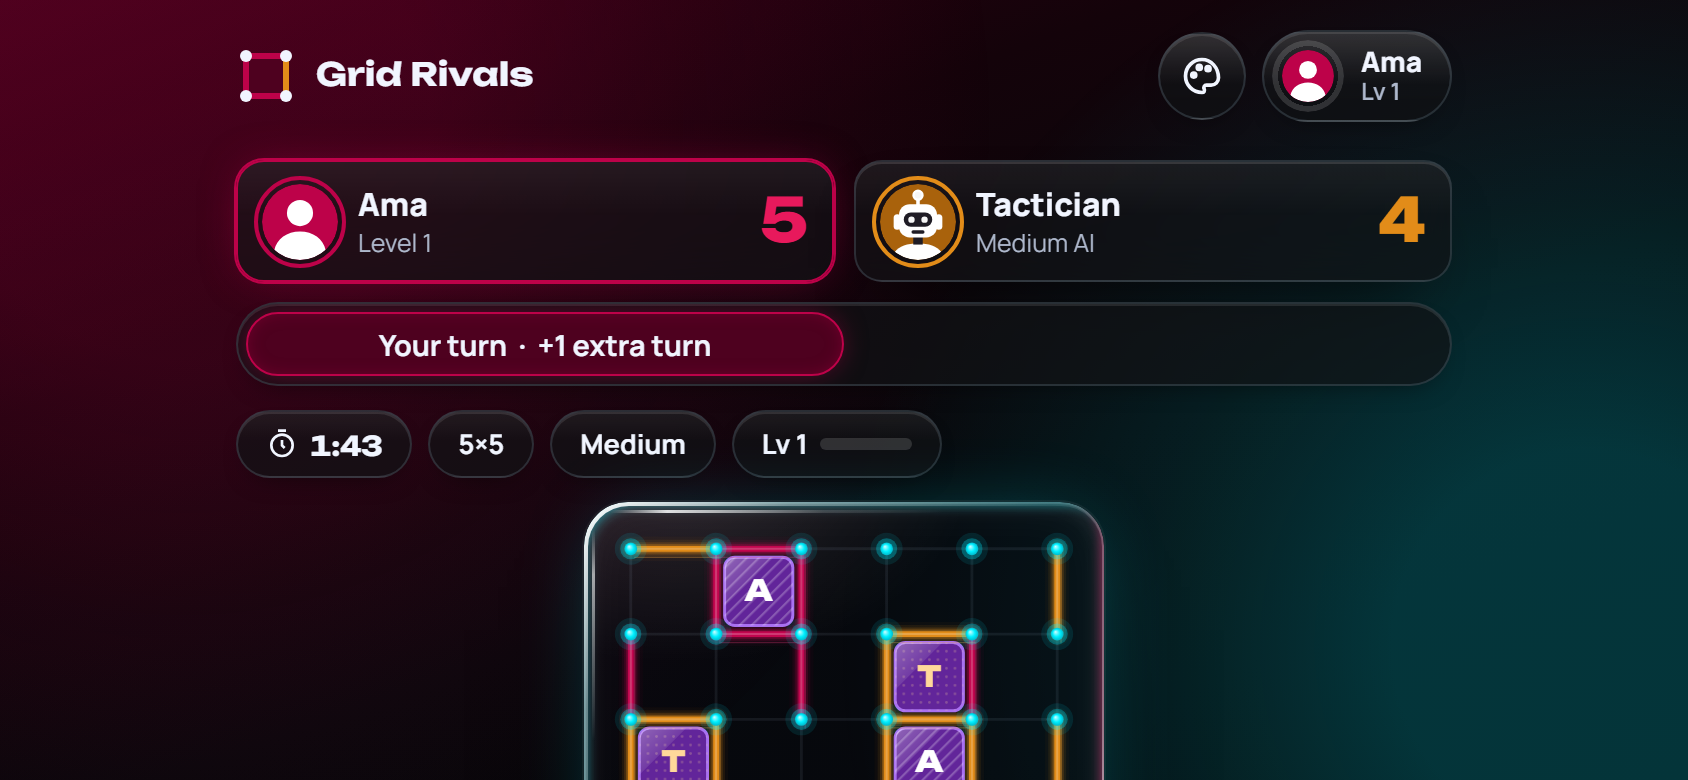 Grid Rivals
Ama
Lv 1
Ama
Level 1
5
Tactician
Medium AI
4
Your turn · +1 extra turn
1:43
5×5
Medium
Lv 1
A
T
T
A